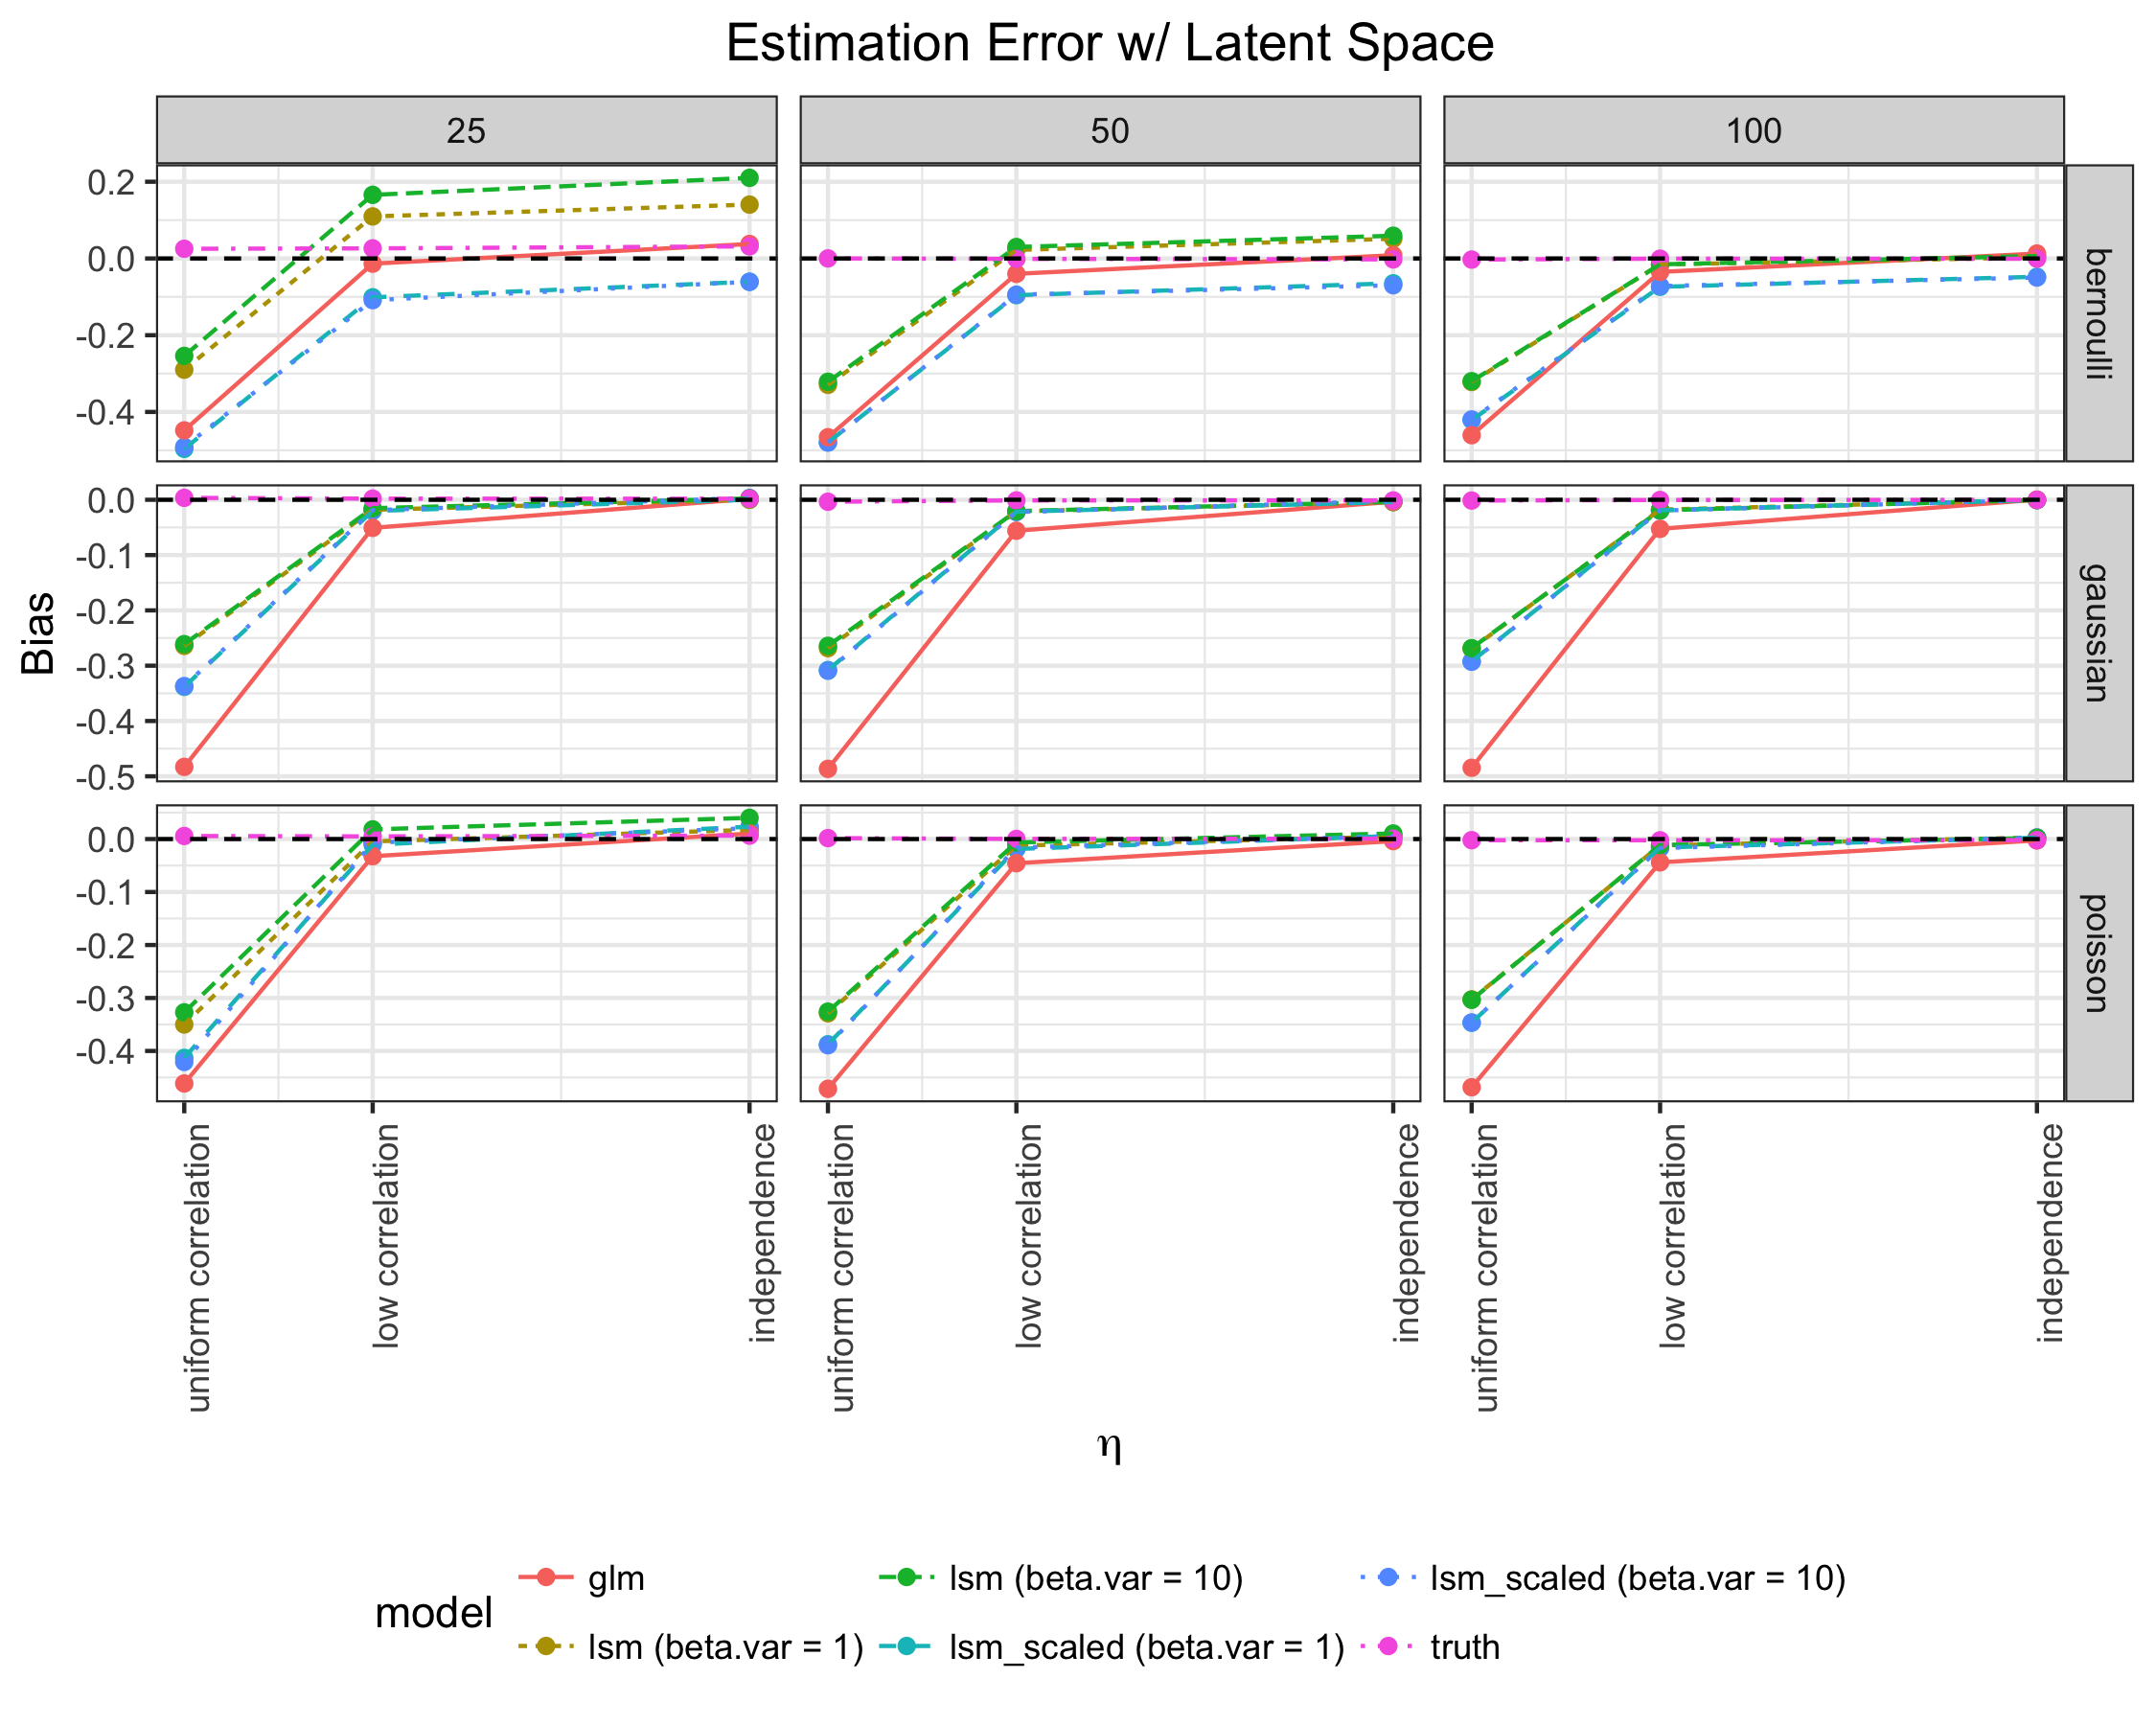 Estimation Error w/ Latent Space
25 50 100
0.2
0.0
-0.2
-0.4
bernoulli
0.0
-0.1
-0.2
-0.3
-0.4
-0.5
gaussian
Bias
0.0
-0.1
-0.2
-0.3
-0.4
poisson
uniform correlation
low correlation
independence
uniform correlation
low correlation
independence
uniform correlation
low correlation
independence
η
model
glm
lsm (beta.var = 1)
lsm (beta.var = 10)
lsm_scaled (beta.var = 1)
lsm_scaled (beta.var = 10)
truth